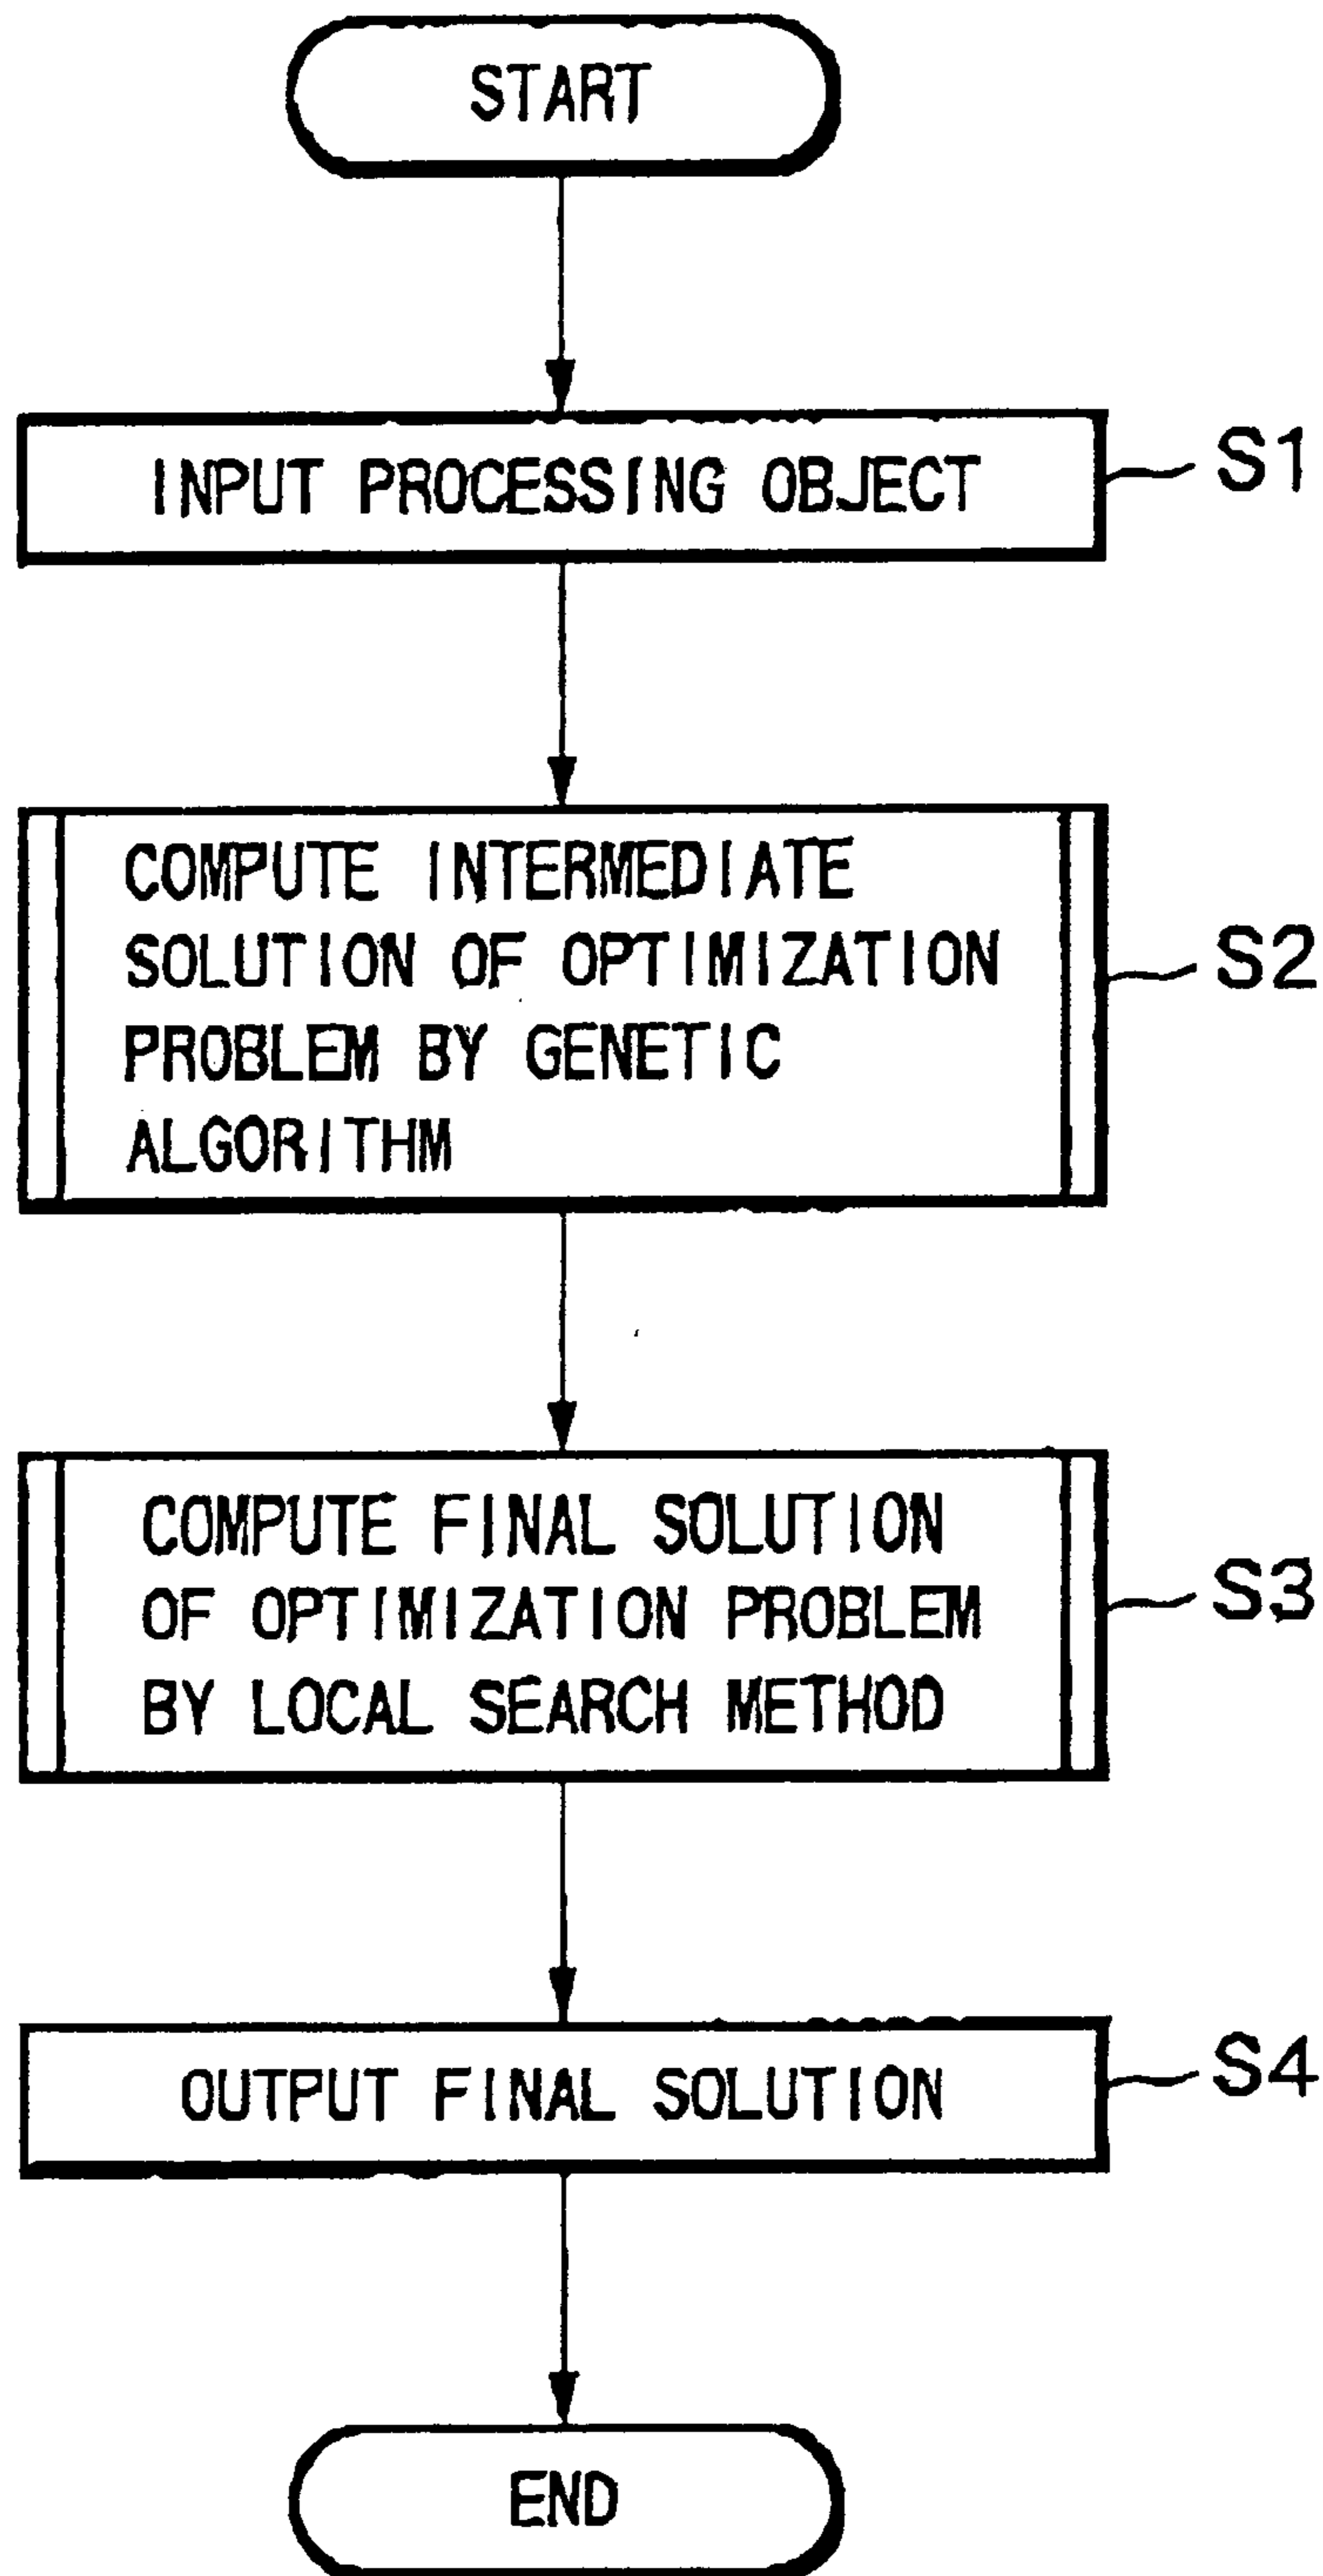 START
INPUT PROCESSING OBJECT
S1
COMPUTE INTERMEDIATE
SOLUTION OF OPTIMIZATION
PROBLEM BY GENETIC
ALGORITHM
S2
COMPUTE FINAL SOLUTION
OF OPTIMIZATION PROBLEM
BY LOCAL SEARCH METHOD
S3
OUTPUT FINAL SOLUTION
S4
END